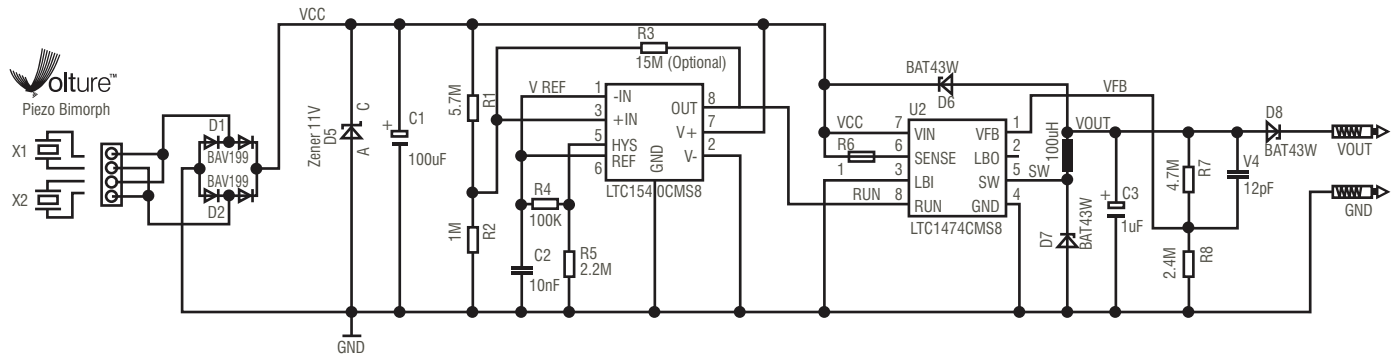 VCC
olture™
Piezo Bimorph
X1
X2
D1
BAV199
BAV199
D2
Zener 11V
D5
A
C
C1
+
100uF
GND
5.7M
R1
1M
R2
R3
15M (Optional)
V REF
1
3
5
6
-IN
+IN
HYS
REF
OUT
V+
V-
GND
8
7
2
LTC1540CMS8
R4
100K
C2
10nF
R5
2.2M
BAT43W
D6
U2
VCC
R6
1
RUN
7
6
3
8
VIN
SENSE
LBI
RUN
VFB
LBO
SW
GND
1
2
5
4
LTC1474CMS8
VFB
VOUT
100uH
SW
D7
BAT43W
+
C3
1uF
4.7M
R7
2.4M
R8
V4
12pF
D8
BAT43W
VOUT
GND